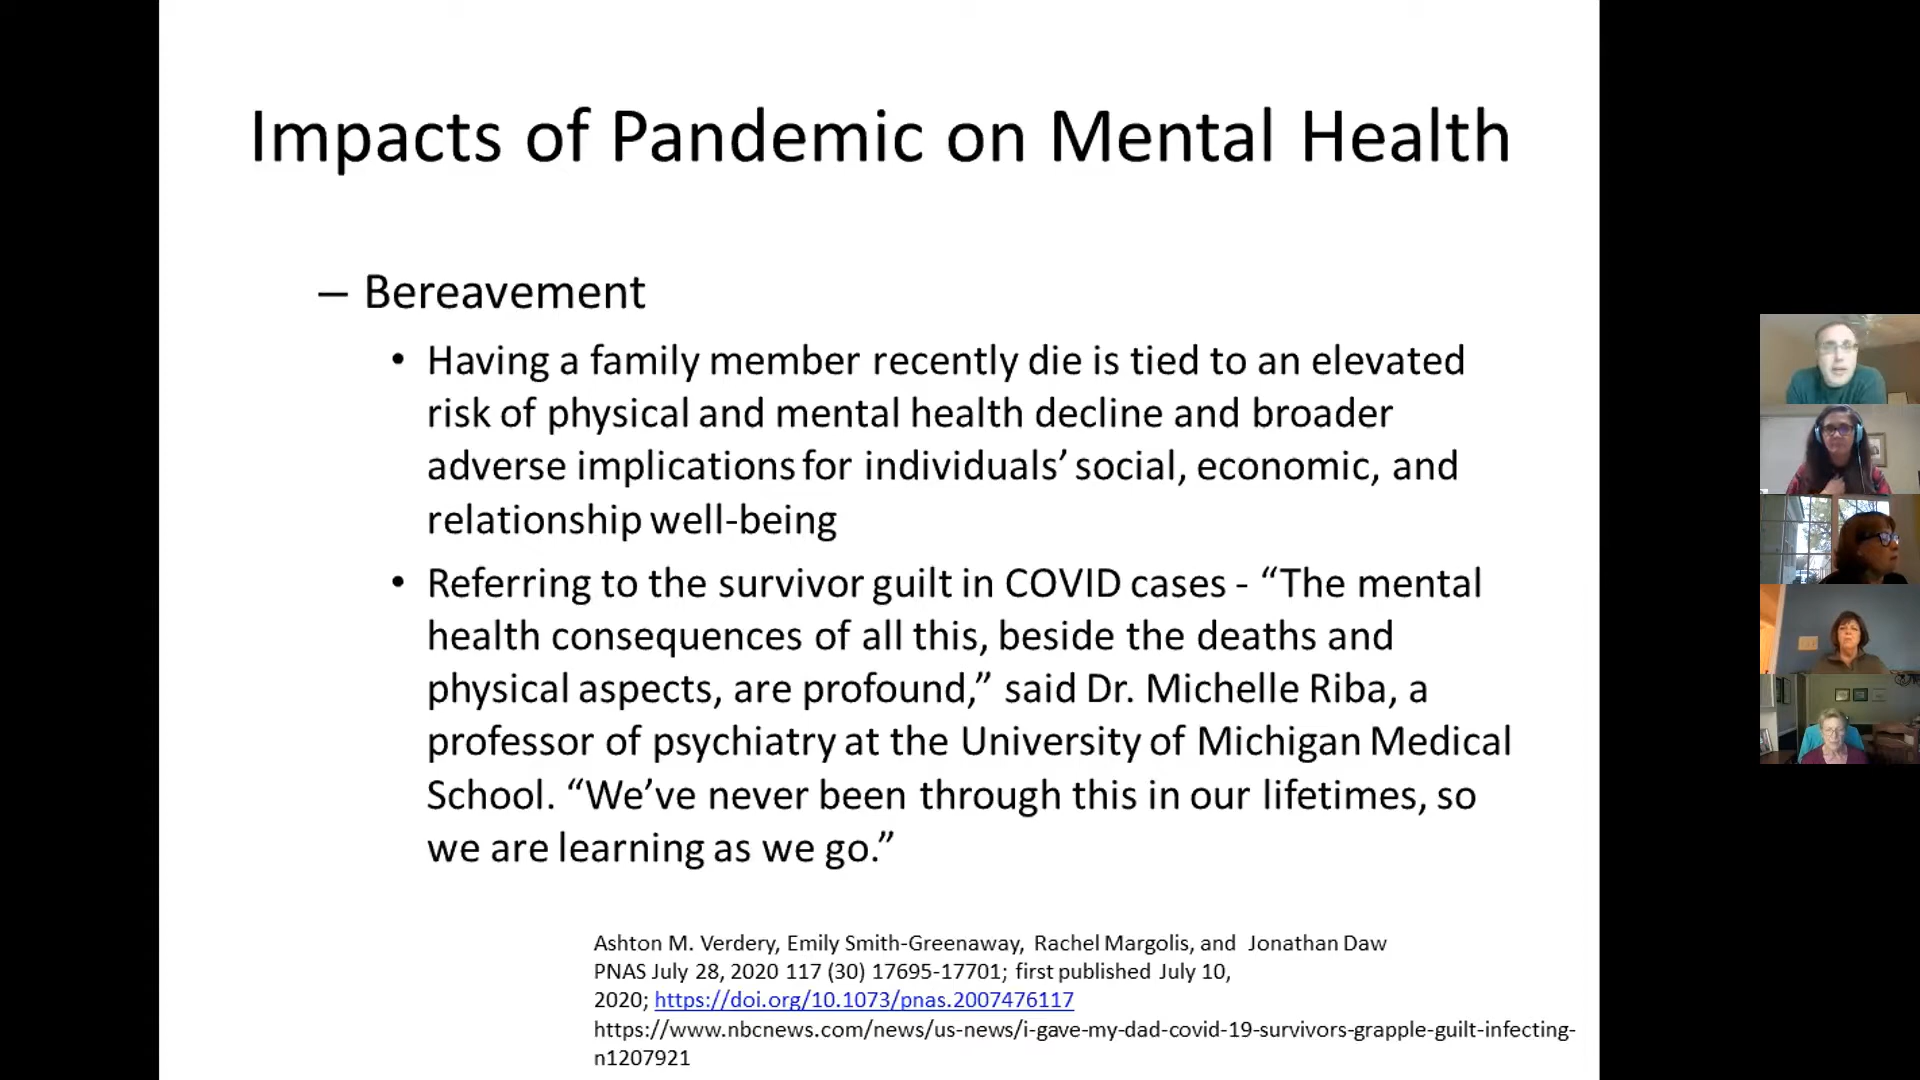 Impacts of Pandemic on Mental Health
– Bereavement
• Having a family member recently die is tied to an elevated
risk of physical and mental health decline and broader
adverse implications for individuals’ social, economic, and
relationship well-being
• Referring to the survivor guilt in COVID cases - “The mental
health consequences of all this, beside the deaths and
physical aspects, are profound,” said Dr. Michelle Riba, a
professor of psychiatry at the University of Michigan Medical
School. “We’ve never been through this in our lifetimes, so
we are learning as we go.”
Ashton M. Verdery, Emily Smith-Greenaway, Rachel Margolis, and Jonathan Daw
PNAS July 28, 2020 117 (30) 17695-17701; first published July 10,
2020; https://doi.org/10.1073/pnas.2007476117
https://www.nbcnews.com/news/us-news/i-gave-my-dad-covid-19-survivors-grapple-guilt-infecting-
n1207921